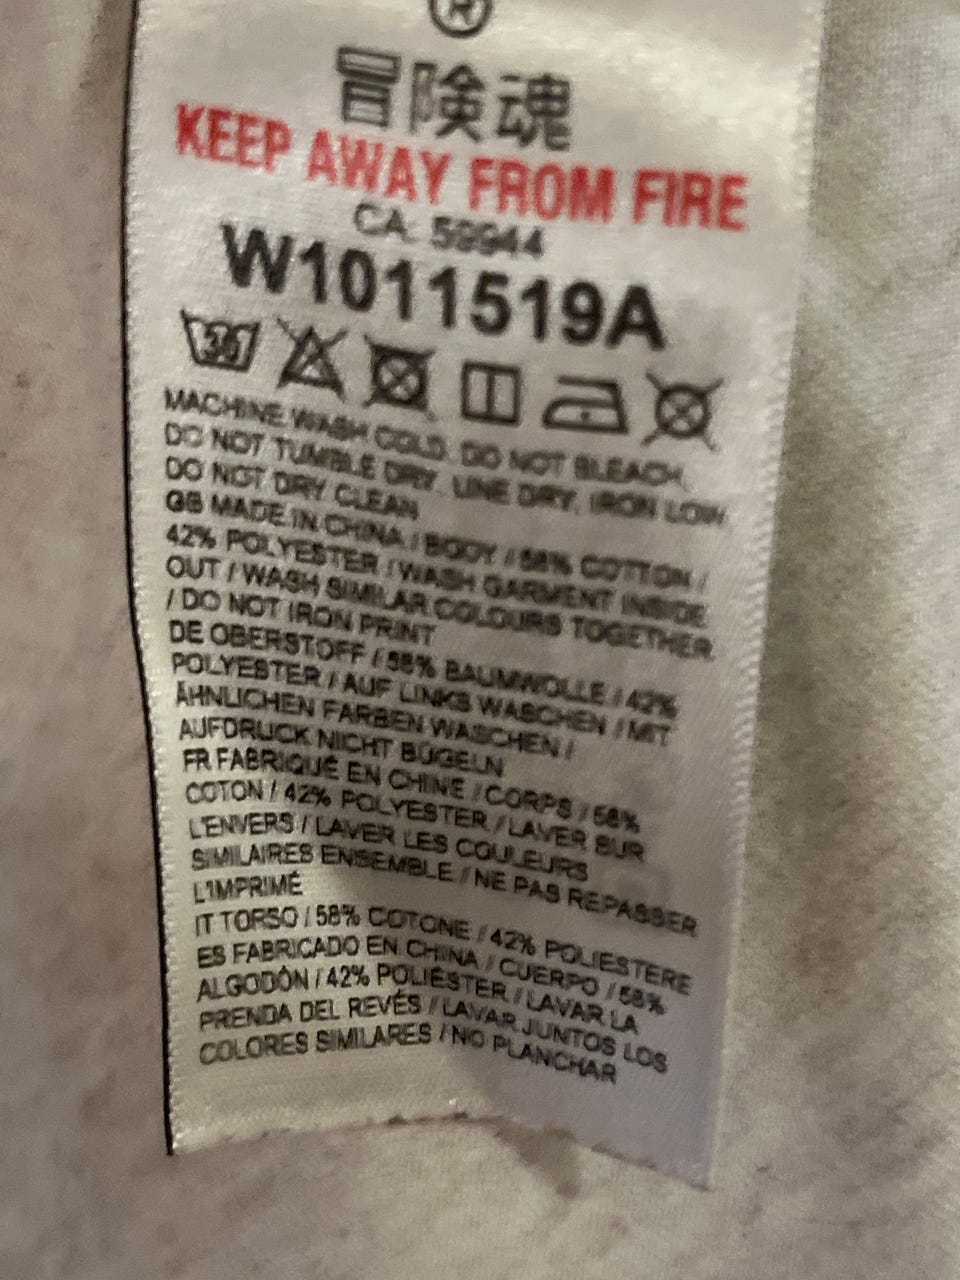 ®
冒険魂
KEEP AWAY FROM FIRE
CA: 59944
W1011519A
30
MACHINE WASH COLD. DO NOT BLEACH.
DO NOT TUMBLE DRY. LINE DRY, IRON LOW
DO NOT DRY CLEAN
GB MADE IN CHINA / BODY / 58% COTTON /
42% POLYESTER / WASH GARMENT INSIDE
OUT / WASH SIMILAR COLOURS TOGETHER
/ DO NOT IRON PRINT
DE OBERSTOFF / 58% BAUMWOLLE / 42%
POLYESTER / AUF LINKS WASCHEN / MIT
ÄHNLICHEN FARBEN WASCHEN /
AUFDRUCK NICHT BÜGELN
FR FABRIQUÉ EN CHINE / CORPS / 58%
COTON / 42% POLYESTER / LAVER SUR
L'ENVERS / LAVER LES COULEURS
SIMILAIRES ENSEMBLE / NE PAS REPASSER
L'IMPRIMÉ
IT TORSO / 58% COTONE / 42% POLIESTERE
ES FABRICADO EN CHINA / CUERPO / 58%
ALGODÓN / 42% POLIÉSTER / LAVAR LA
PRENDA DEL REVÉS / LAVAR JUNTOS LOS
COLORES SIMILARES / NO PLANCHAR